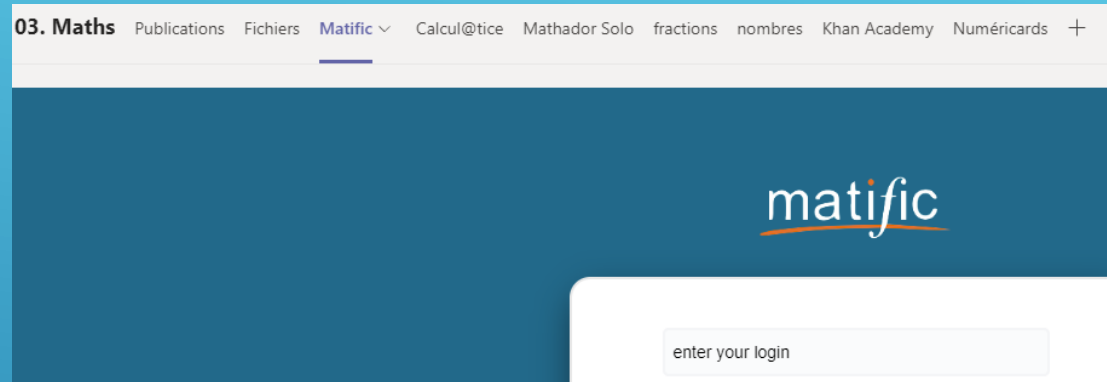 03. Maths Publications Fichiers Matific Calcul@tice Mathador Solo fractions nombres Khan Academy Numéricards +
matific
enter your login